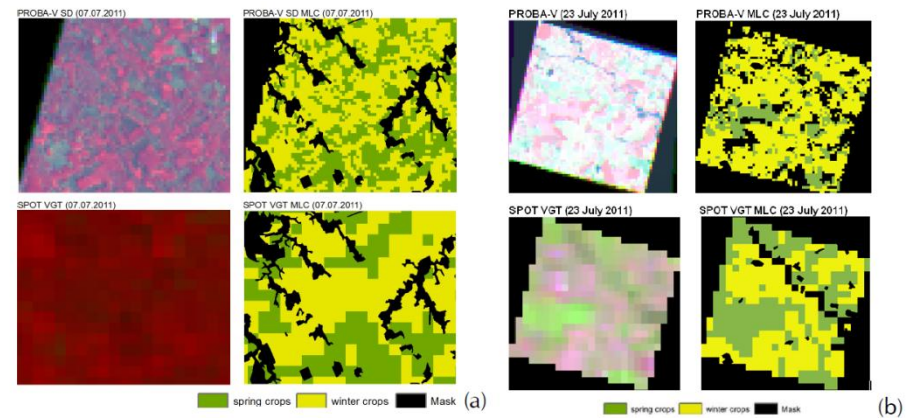 PROBA-V SD (07.07.2011)
PROBA-V SD MLC (07.07.2011)
SPOT VGT (07.07.2011)
SPOT VGT MLC (07.07.2011)
spring crops winter crops Mask (a)
PROBA-V (23 July 2011)
PROBA-V MLC (23 July 2011)
SPOT VGT (23 July 2011)
SPOT VGT MLC (23 July 2011)
spring crops winter crops Mask (b)